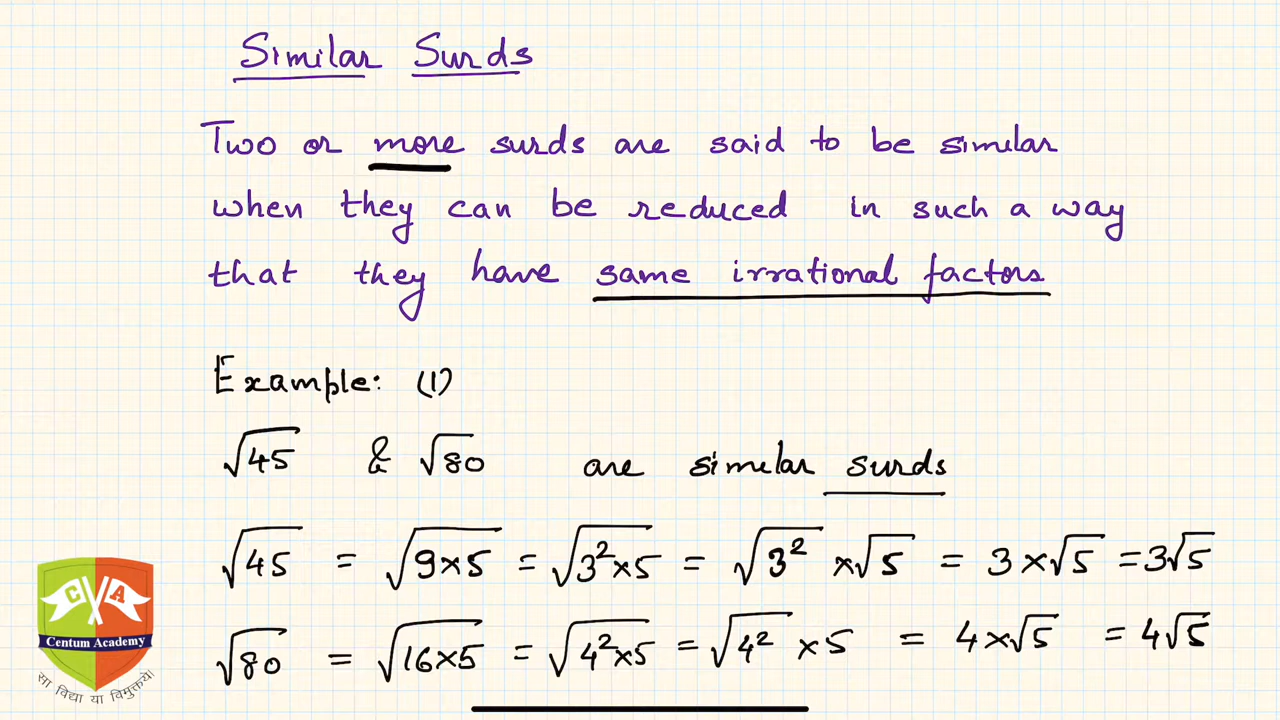 Similar Surds
Two or more surds are said to be similar
when they can be reduced in such a way
that they have same irrational factors
Example: (1)
√45 & √80 are similar surds
√45 = √9×5 = √3²×5 = √3² ×√5 = 3×√5 = 3√5
√80 = √16×5 = √4²×5 = √4² ×5 = 4×√5 = 4√5
C A
Centum Academy
सा विद्या या विमुक्तये।